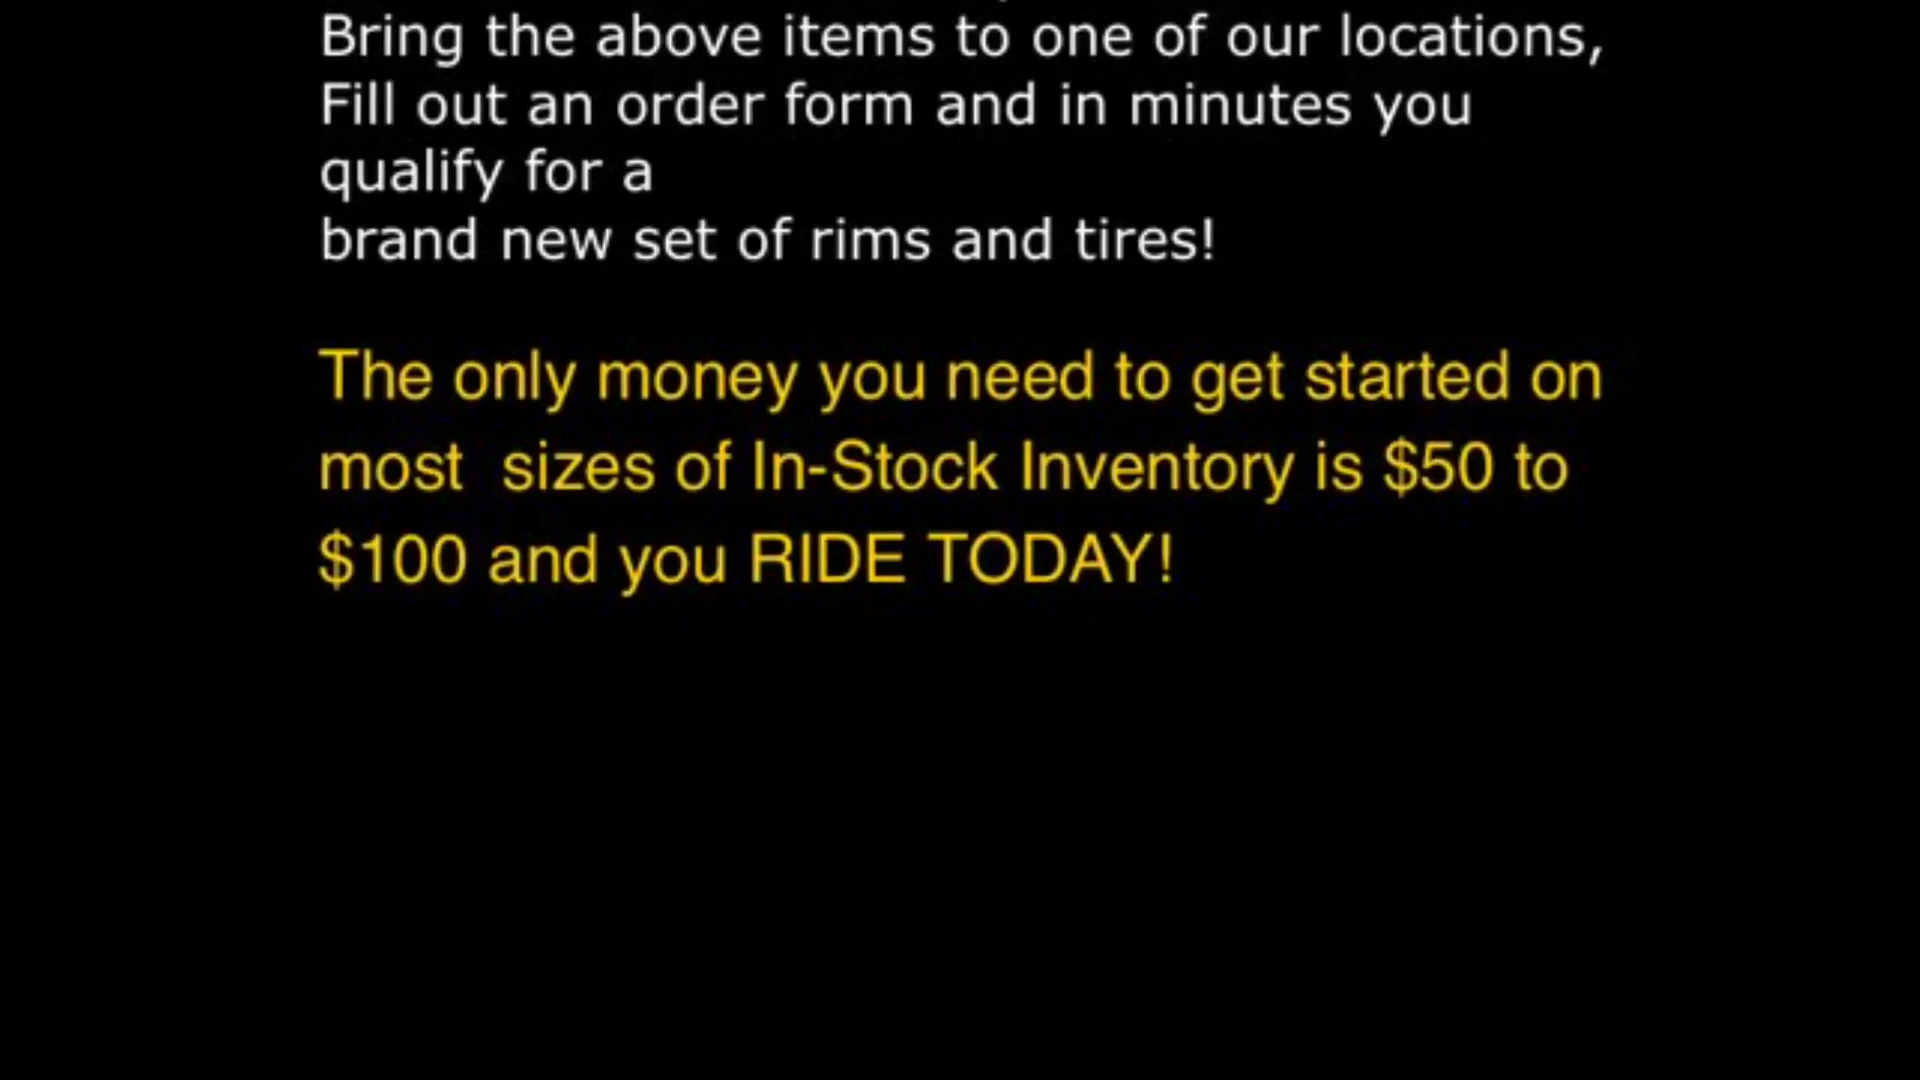 Bring the above items to one of our locations,
Fill out an order form and in minutes you
qualify for a
brand new set of rims and tires!
The only money you need to get started on
most  sizes of In-Stock Inventory is $50 to
$100 and you RIDE TODAY!